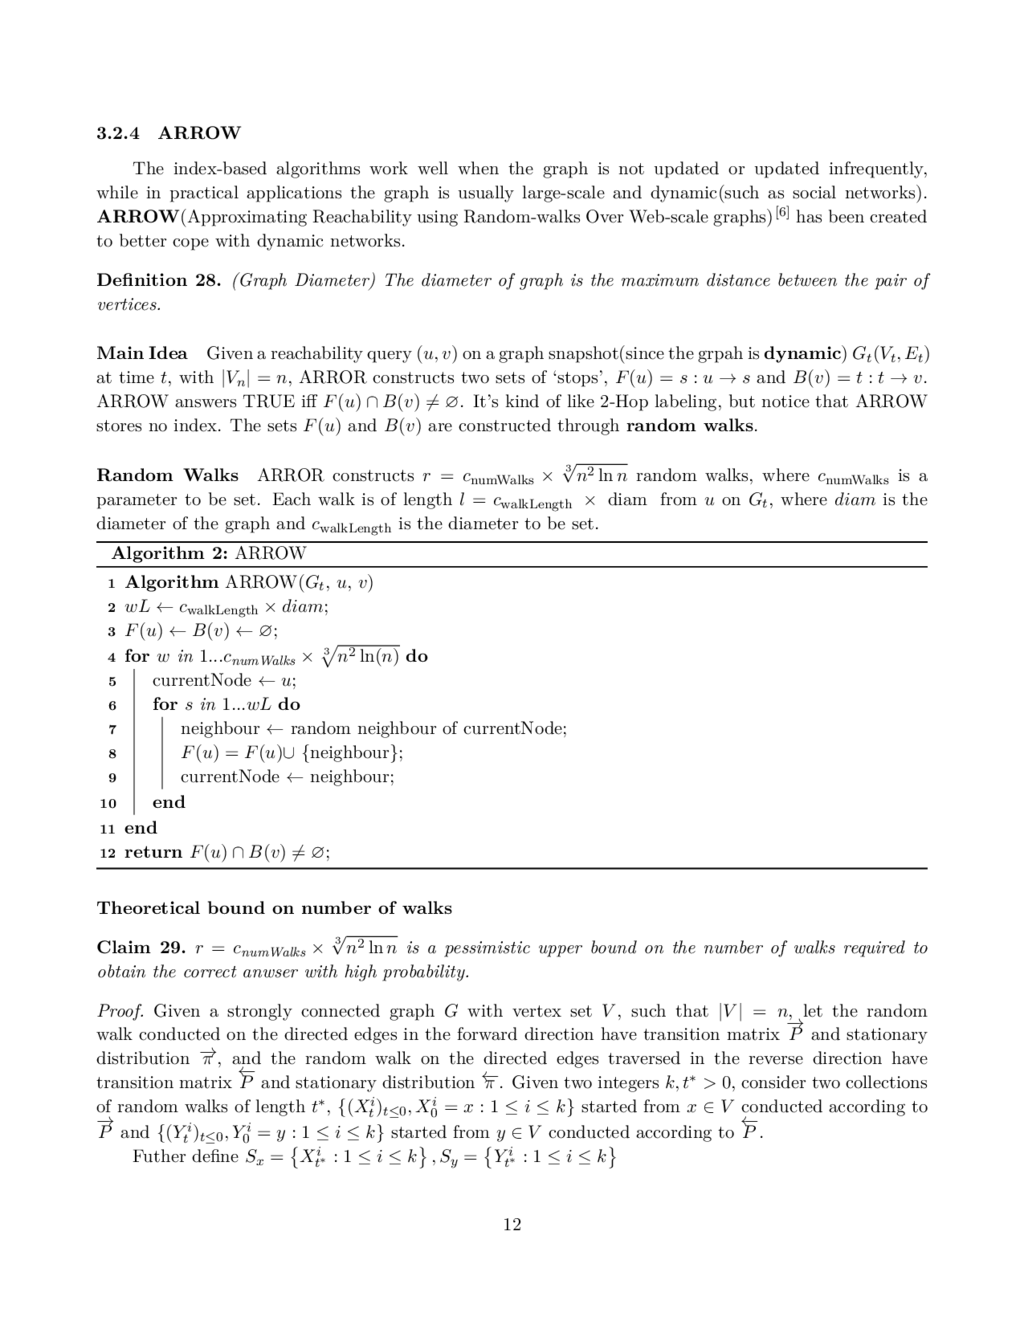 3.2.4 ARROW
The index-based algorithms work well when the graph is not updated or updated infrequently,
while in practical applications the graph is usually large-scale and dynamic(such as social networks).
ARROW(Approximating Reachability using Random-walks Over Web-scale graphs)[6] has been created
to better cope with dynamic networks.
Definition 28. (Graph Diameter) The diameter of graph is the maximum distance between the pair of
vertices.
Main Idea Given a reachability query (u, v) on a graph snapshot(since the grpah is dynamic) Gₜ(Vₜ, Eₜ)
at time t, with |Vₙ| = n, ARROR constructs two sets of ‘stops’, F(u) = s : u → s and B(v) = t : t → v.
ARROW answers TRUE iff F(u) ∩ B(v) ≠ ∅. It's kind of like 2-Hop labeling, but notice that ARROW
stores no index. The sets F(u) and B(v) are constructed through random walks.
Random Walks ARROR constructs r = c_numWalks × ∛(n² ln n) random walks, where c_numWalks is a
parameter to be set. Each walk is of length l = c_walkLength × diam from u on Gₜ, where diam is the
diameter of the graph and c_walkLength is the diameter to be set.
Algorithm 2: ARROW
1 Algorithm ARROW(Gₜ, u, v)
2 wL ← c_walkLength × diam;
3 F(u) ← B(v) ← ∅;
4 for w in 1...c_numWalks × ∛(n² ln(n)) do
5 currentNode ← u;
6 for s in 1...wL do
7 neighbour ← random neighbour of currentNode;
8 F(u) = F(u)∪ {neighbour};
9 currentNode ← neighbour;
10 end
11 end
12 return F(u) ∩ B(v) ≠ ∅;
Theoretical bound on number of walks
Claim 29. r = c_numWalks × ∛(n² ln n) is a pessimistic upper bound on the number of walks required to
obtain the correct anwser with high probability.
Proof. Given a strongly connected graph G with vertex set V, such that |V| = n, let the random
walk conducted on the directed edges in the forward direction have transition matrix P⃗ and stationary
distribution π⃗, and the random walk on the directed edges traversed in the reverse direction have
transition matrix P⃖ and stationary distribution π⃖. Given two integers k, t* > 0, consider two collections
of random walks of length t*, {(Xₜⁱ)ₜ≤₀, X₀ⁱ = x : 1 ≤ i ≤ k} started from x ∈ V conducted according to
P⃗ and {(Yₜⁱ)ₜ≤₀, Y₀ⁱ = y : 1 ≤ i ≤ k} started from y ∈ V conducted according to P⃖.
Futher define Sₓ = {X_{t*}^i : 1 ≤ i ≤ k}, S_y = {Y_{t*}^i : 1 ≤ i ≤ k}
12